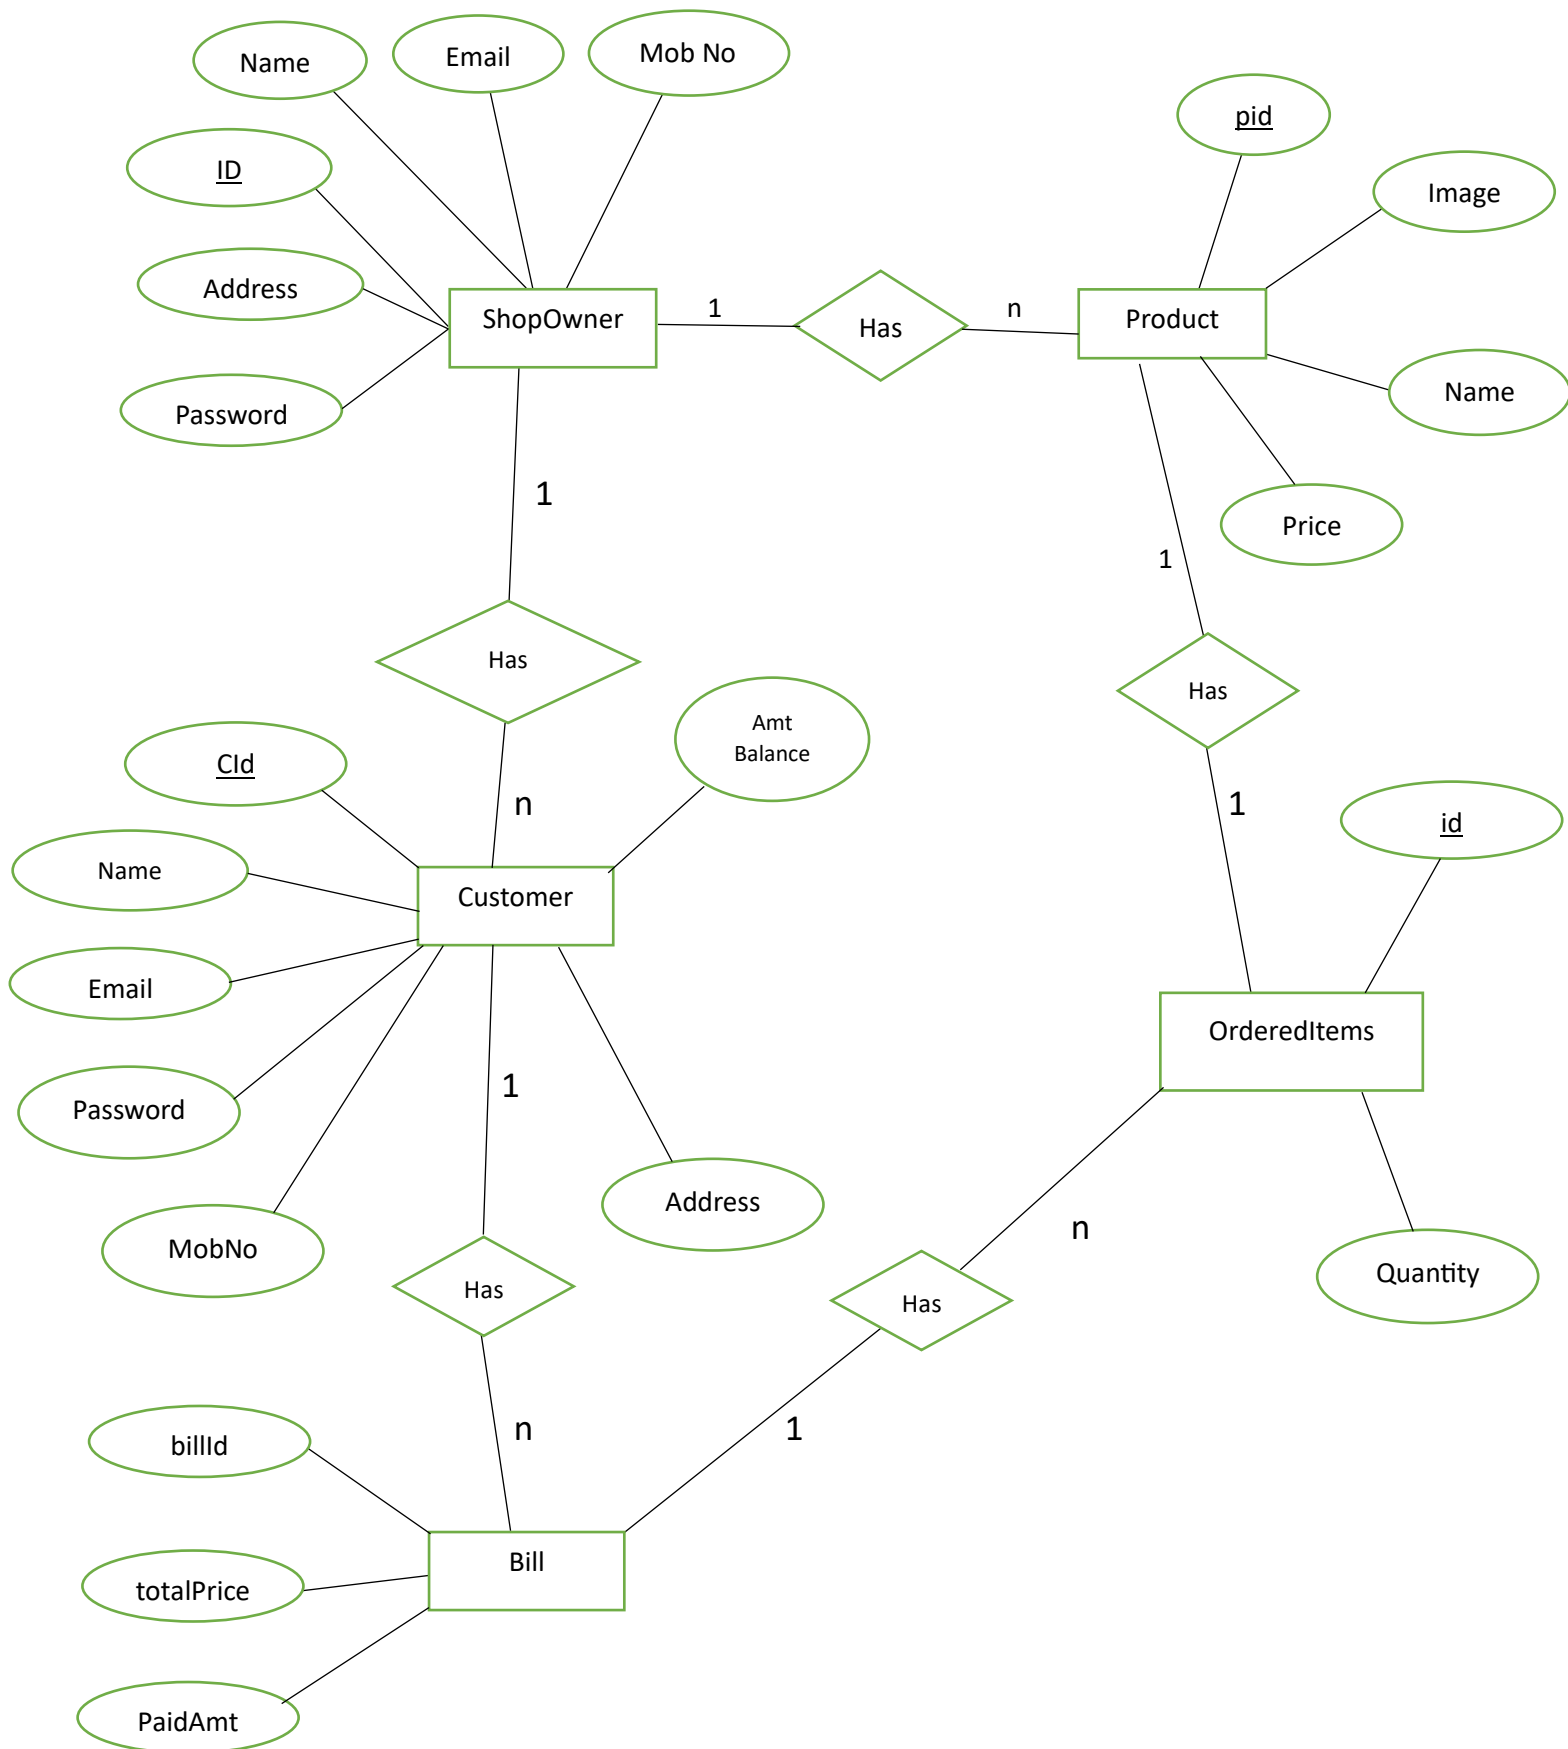 Name
Email
Mob No
pid
ID
Image
Address
ShopOwner
1
Has
n
Product
Name
Password
1
Price
1
Has
Has
Amt
Balance
CId
n
1
id
Name
Customer
Email
OrderedItems
Password
1
Address
MobNo
n
Quantity
Has
Has
billId
n
1
Bill
totalPrice
PaidAmt